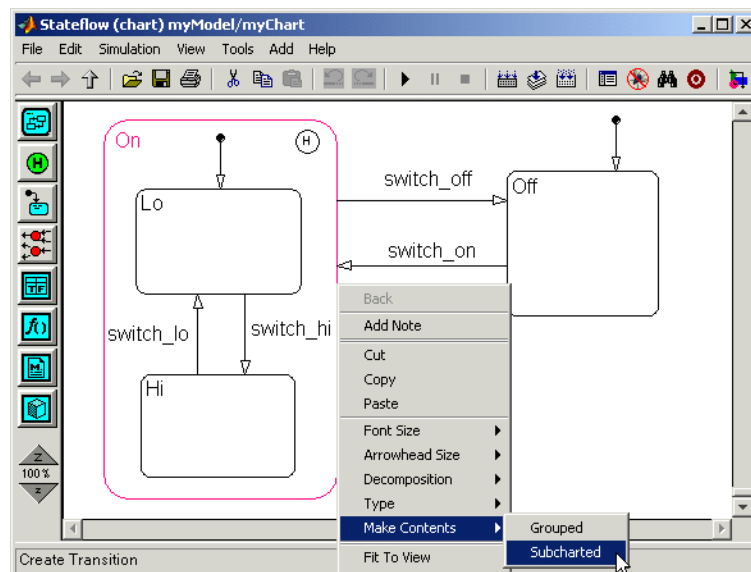 Stateflow (chart) myModel/myChart
File Edit Simulation View Tools Add Help
On
H
Lo
switch_off
Off
switch_on
switch_lo
switch_hi
Hi
Back
Add Note
Cut
Copy
Paste
Font Size
Arrowhead Size
Decomposition
Type
Make Contents
Grouped
Subcharted
Fit To View
H
TF
f()
M
Z
100%
z
Create Transition